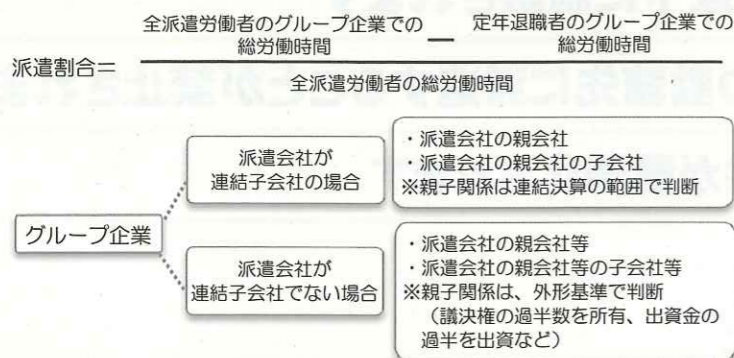 全派遣労働者のグループ企業での
総労働時間
ー
定年退職者のグループ企業での
総労働時間
派遣割合＝
全派遣労働者の総労働時間
グループ企業
派遣会社が
連結子会社の場合
・派遣会社の親会社
・派遣会社の親会社の子会社
※親子関係は連結決算の範囲で判断
派遣会社が
連結子会社でない場合
・派遣会社の親会社等
・派遣会社の親会社等の子会社等
※親子関係は、外形基準で判断
（議決権の過半数を所有、出資金の
過半を出資など）